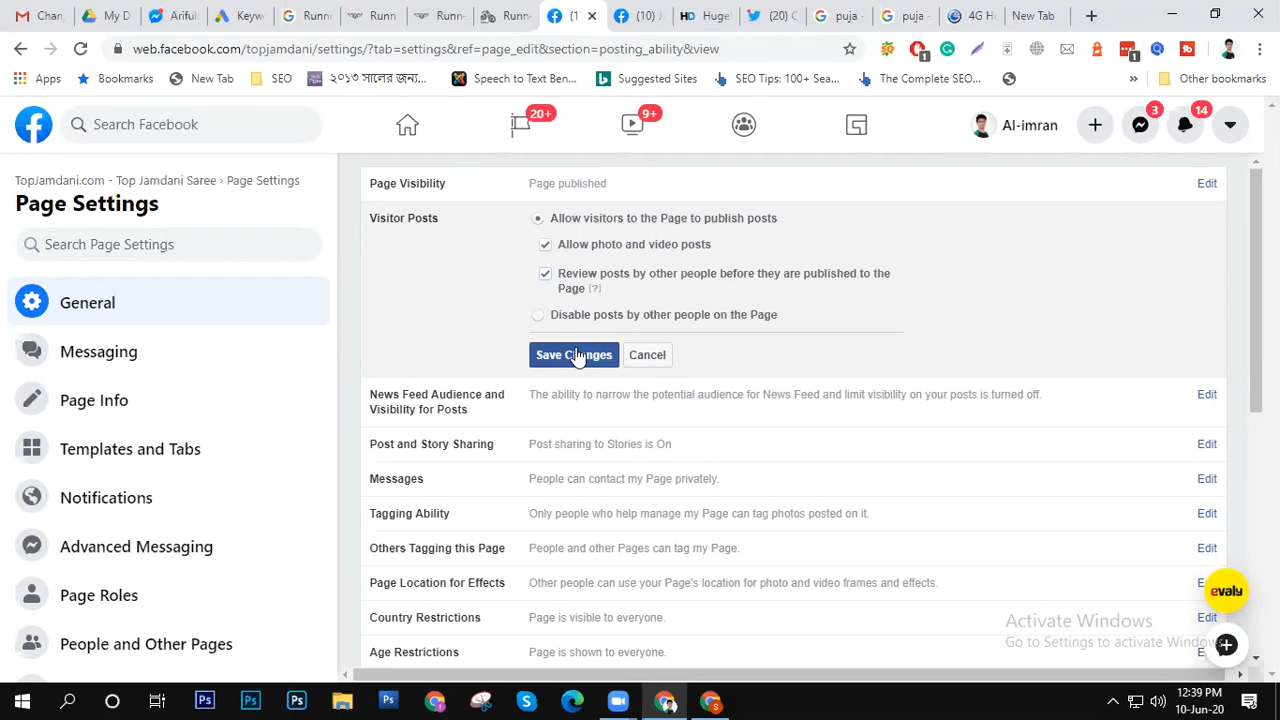 Chan
My D
Ariful
Keyw
Runn
Runn
Runn
Runn
(1
(10) J
Huge
(20) C
puja -
puja -
4G H
New Tab
web.facebook.com/topjamdani/settings/?tab=settings&ref=page_edit&section=posting_ability&view
Apps
Bookmarks
New Tab
SEO
২০১৩ সালের জন্য...
Speech to Text Ben...
Suggested Sites
SEO Tips: 100+ Sea...
The Complete SEO...
»
Other bookmarks
Search Facebook
20+
9+
Al-imran
3
14
TopJamdani.com - Top Jamdani Saree › Page Settings
Page Settings
Search Page Settings
General
Messaging
Page Info
Templates and Tabs
Notifications
Advanced Messaging
Page Roles
People and Other Pages
Page Visibility Page published Edit
Visitor Posts Allow visitors to the Page to publish posts
Allow photo and video posts
Review posts by other people before they are published to the
Page [?]
Disable posts by other people on the Page
Save Changes Cancel
News Feed Audience and The ability to narrow the potential audience for News Feed and limit visibility on your posts is turned off. Edit
Visibility for Posts
Post and Story Sharing Post sharing to Stories is On Edit
Messages People can contact my Page privately. Edit
Tagging Ability Only people who help manage my Page can tag photos posted on it. Edit
Others Tagging this Page People and other Pages can tag my Page. Edit
Page Location for Effects Other people can use your Page's location for photo and video frames and effects.
evaly
Country Restrictions Page is visible to everyone. Edit
Age Restrictions Page is shown to everyone.
Activate Windows
Go to Settings to activate Windows.
12:39 PM
10-Jun-20